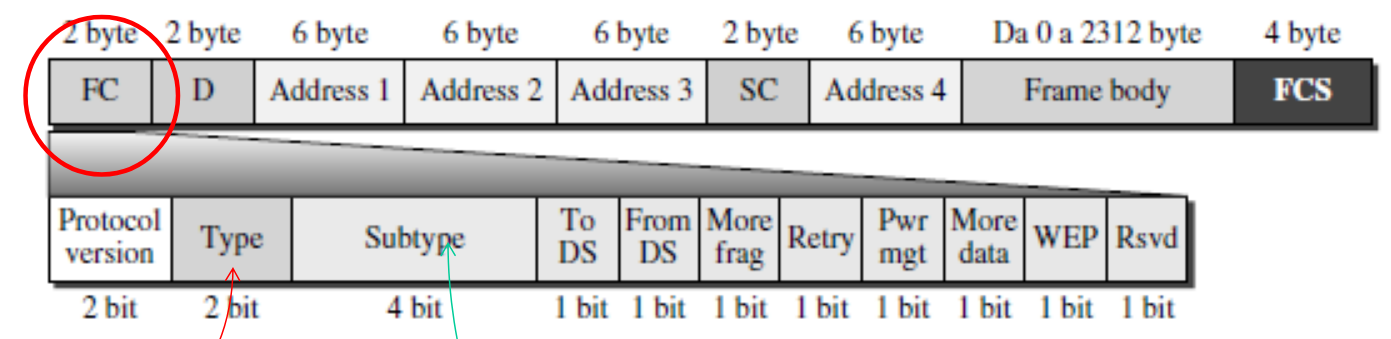 2 byte 2 byte 6 byte 6 byte 6 byte 2 byte 6 byte Da 0 a 2312 byte 4 byte
FC D Address 1 Address 2 Address 3 SC Address 4 Frame body FCS
Protocol version Type Subtype To DS From DS More frag Retry Pwr mgt More data WEP Rsvd
2 bit 2 bit 4 bit 1 bit 1 bit 1 bit 1 bit 1 bit 1 bit 1 bit 1 bit